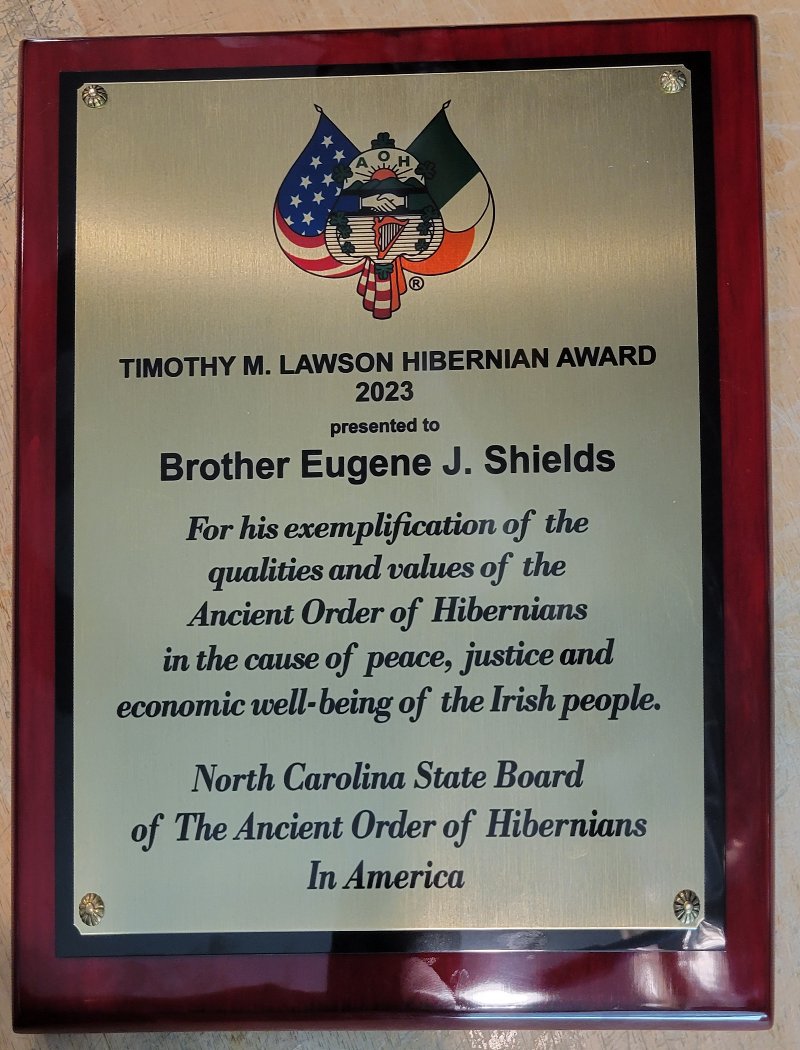 AOH
®
TIMOTHY M. LAWSON HIBERNIAN AWARD
2023
presented to
Brother Eugene J. Shields
For his exemplification of the
qualities and values of the
Ancient Order of Hibernians
in the cause of peace, justice and
economic well-being of the Irish people.
North Carolina State Board
of The Ancient Order of Hibernians
In America